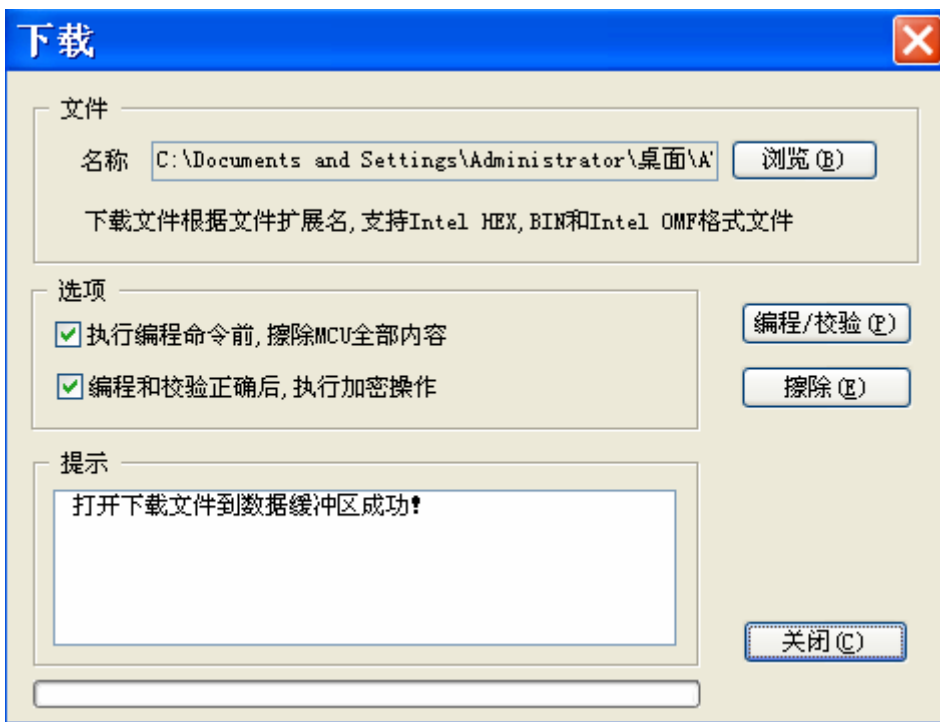 下载
文件
名称 C:\Documents and Settings\Administrator\桌面\A 浏览(B)
下载文件根据文件扩展名,支持Intel HEX,BIN和Intel OMF格式文件
选项
执行编程命令前,擦除MCU全部内容
编程/校验(P)
编程和校验正确后,执行加密操作
擦除(E)
提示
打开下载文件到数据缓冲区成功!
关闭(C)